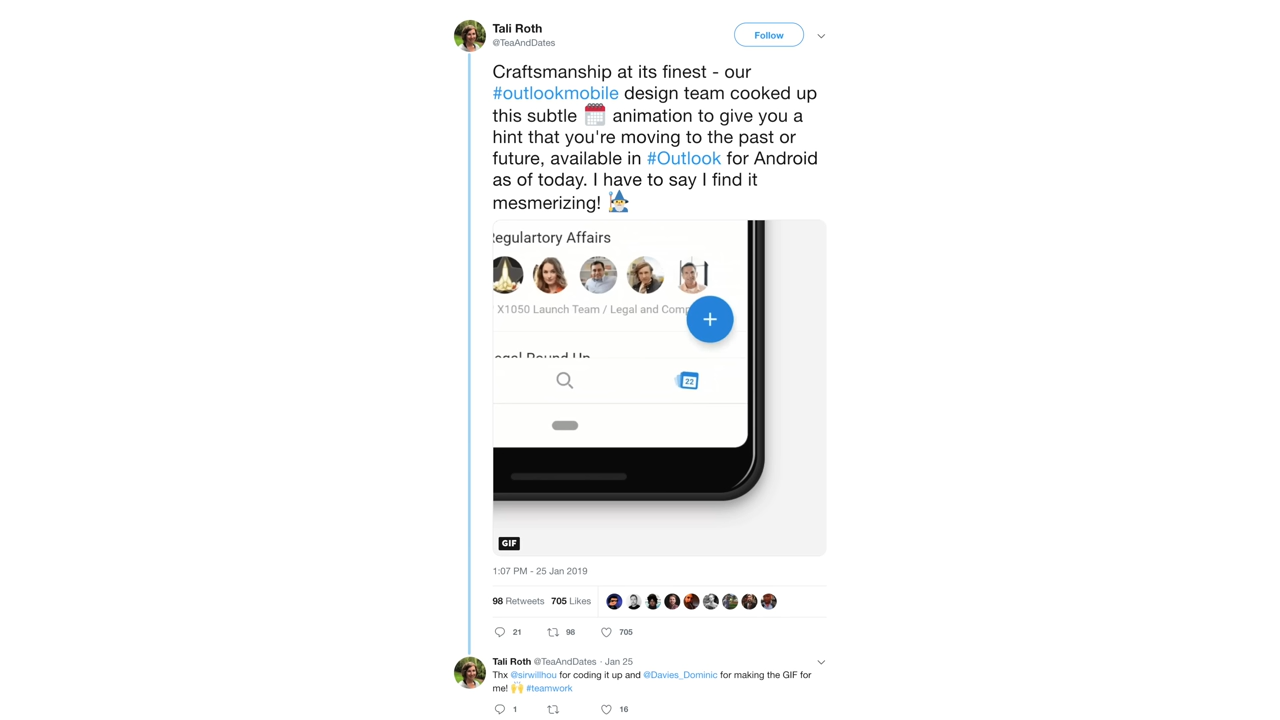 Tali Roth
@TeaAndDates
Follow
Craftsmanship at its finest - our
#outlookmobile design team cooked up
this subtle 📅 animation to give you a
hint that you're moving to the past or
future, available in #Outlook for Android
as of today. I have to say I find it
mesmerizing! 🧙‍♂️
Regulartory Affairs
X1050 Launch Team / Legal and Comp
egal Round Up
22
GIF
1:07 PM - 25 Jan 2019
98 Retweets 705 Likes
21 98 705
Tali Roth @TeaAndDates · Jan 25
Thx @sirwillhou for coding it up and @Davies_Dominic for making the GIF for
me! 🙌 #teamwork
1 16